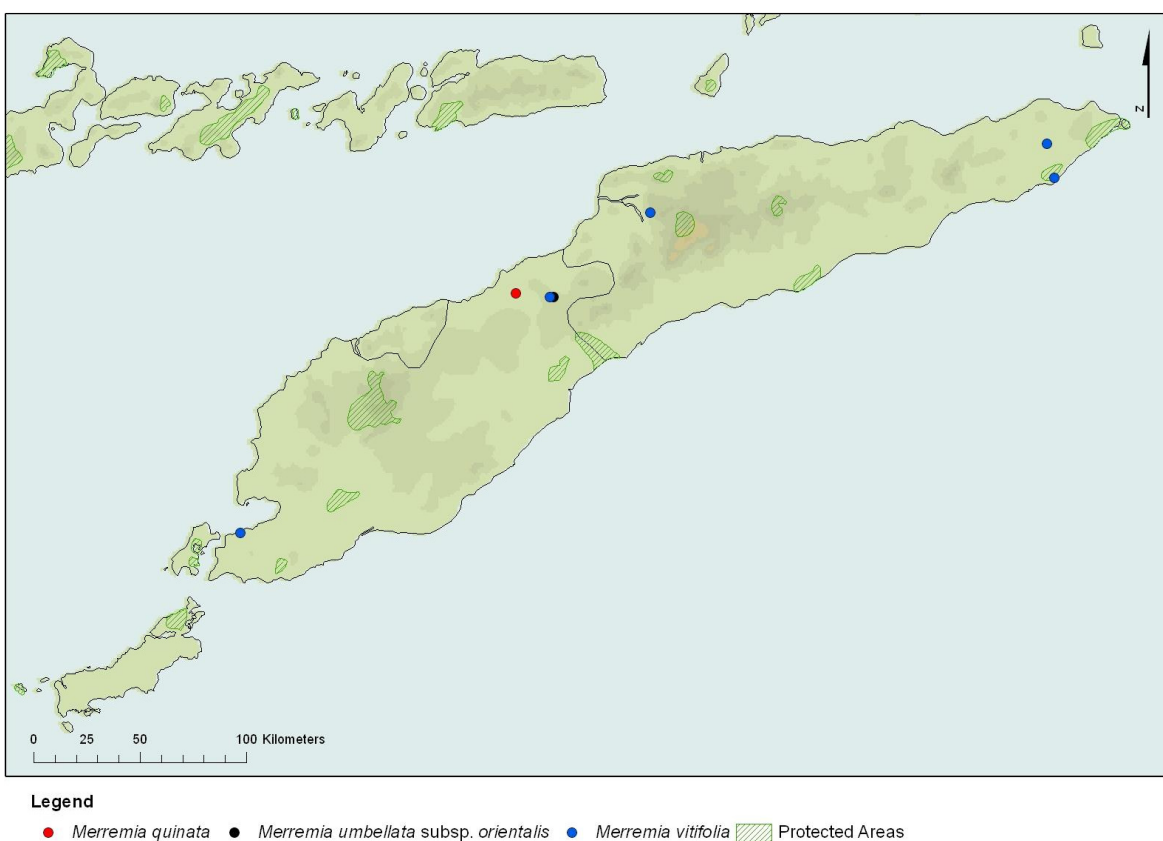 N
0 25 50 100 Kilometers
Legend
Merremia quinata Merremia umbellata subsp. orientalis Merremia vitifolia Protected Areas